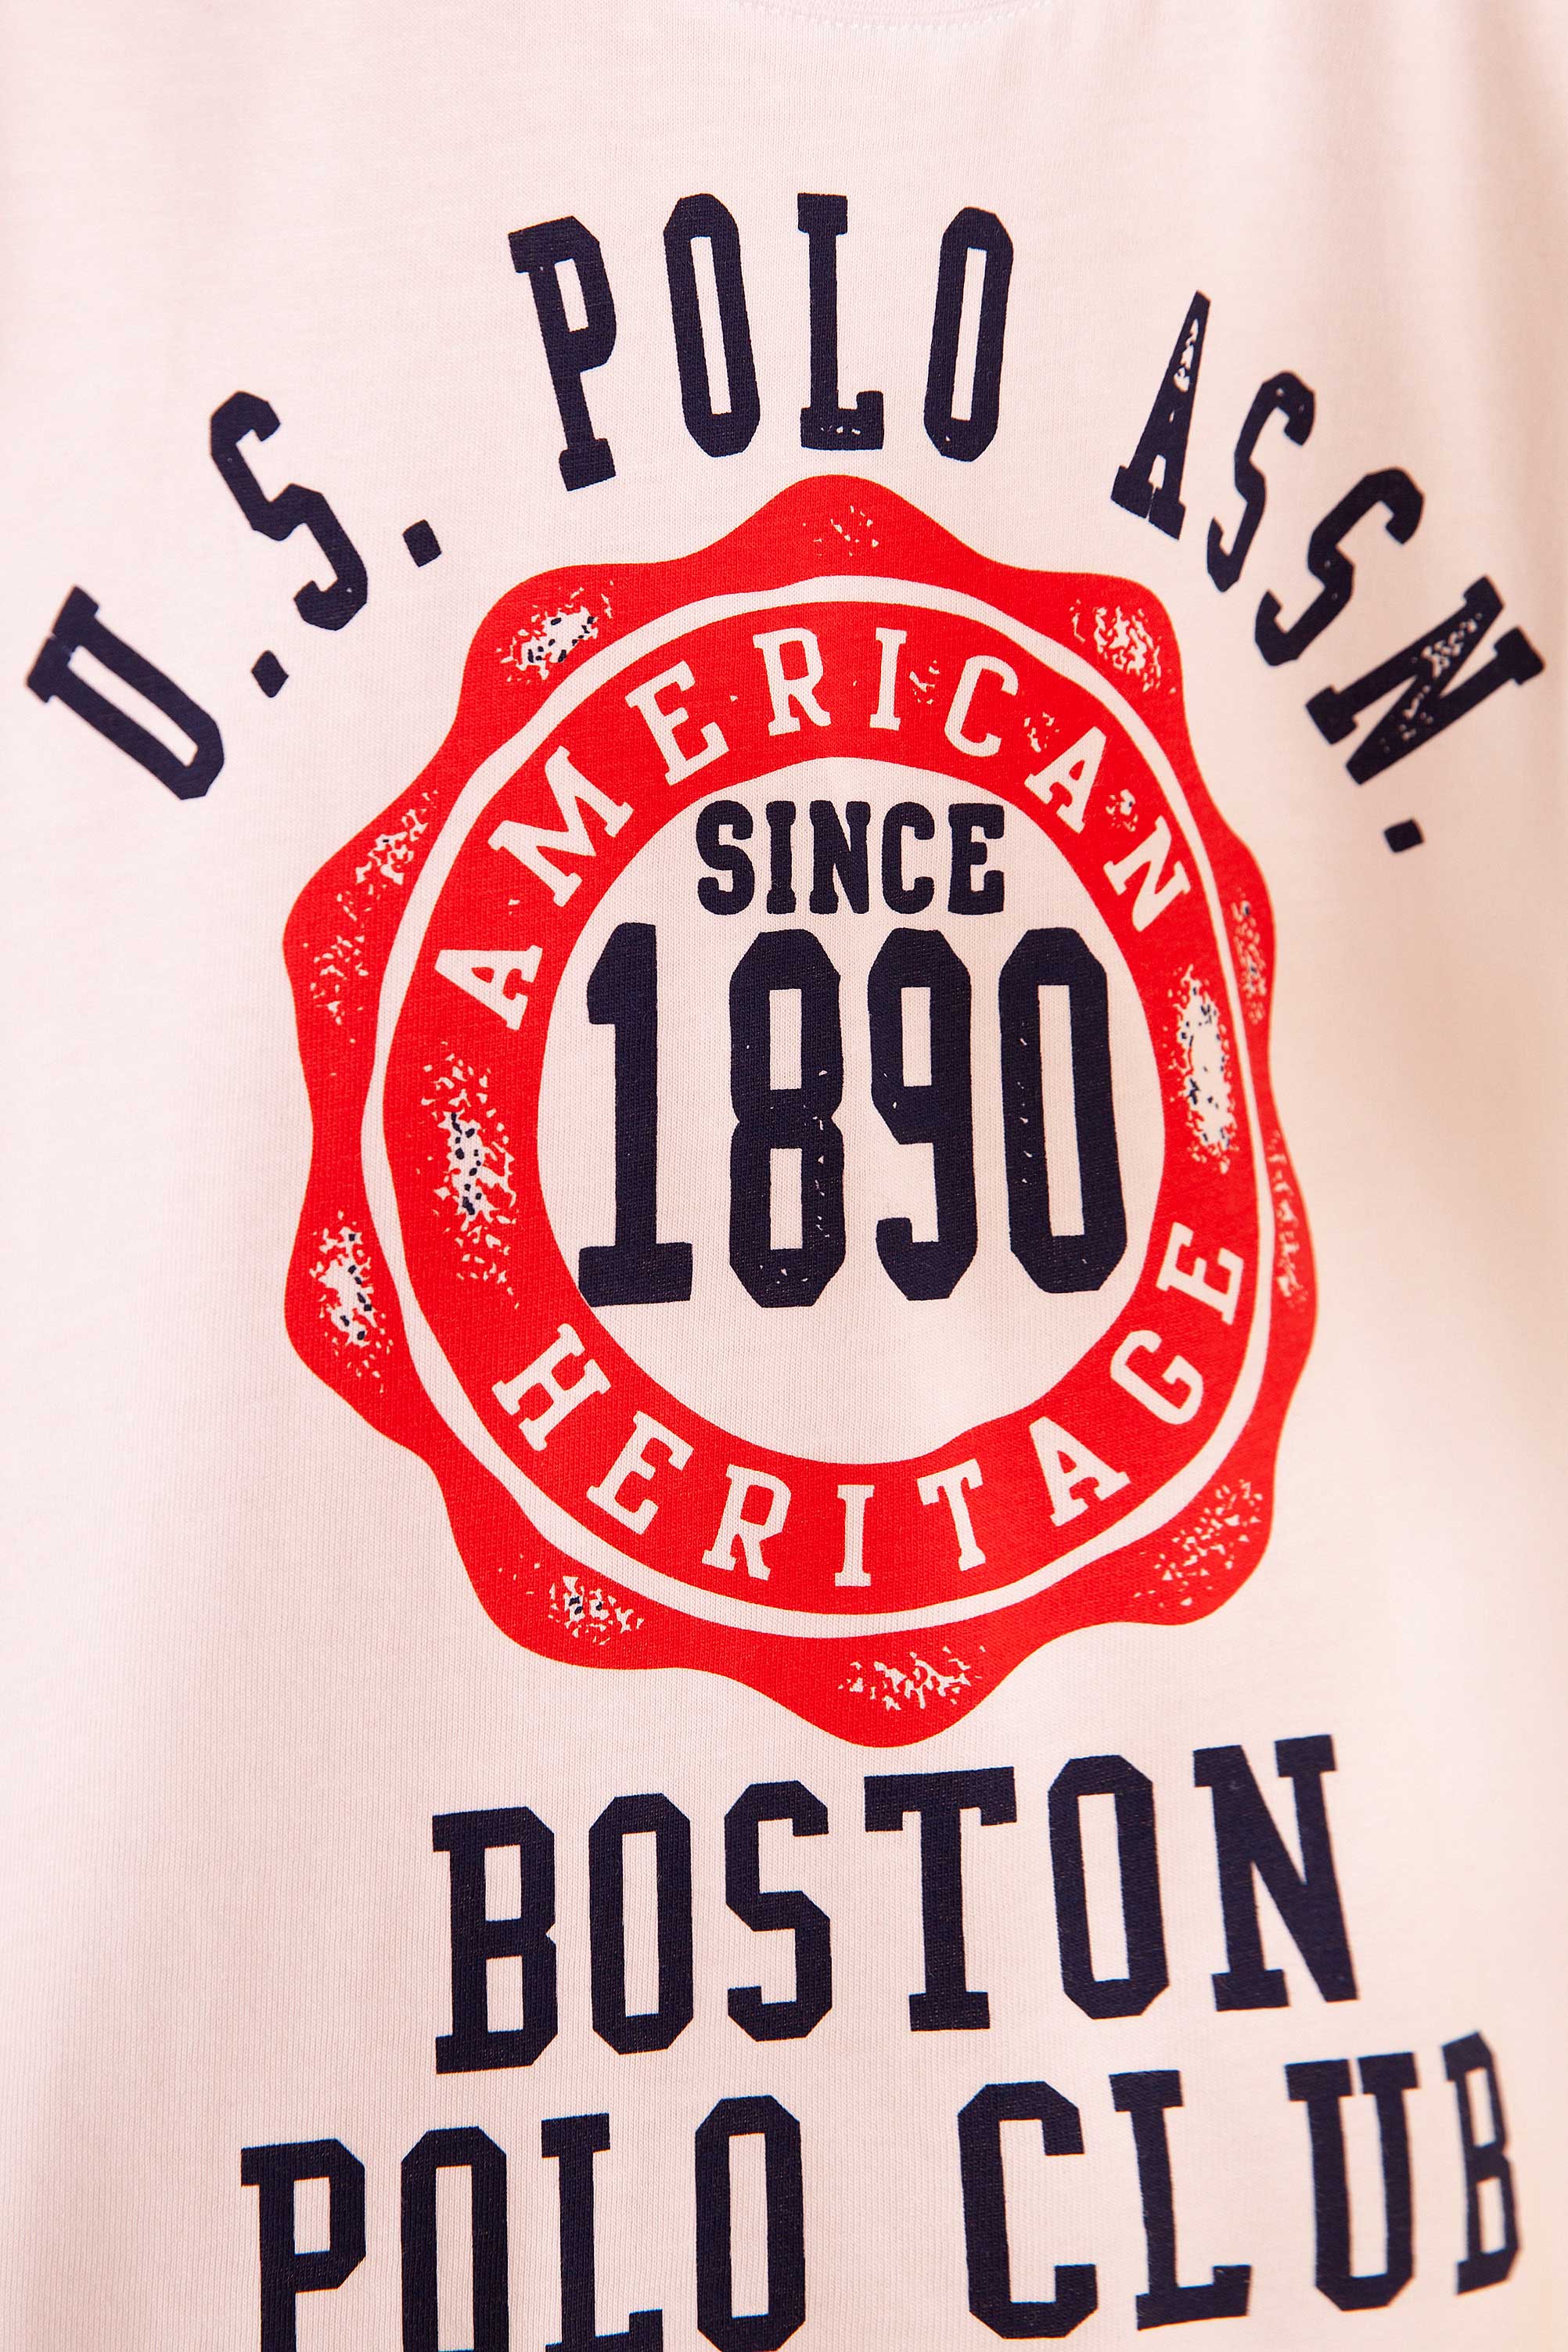 U.S. POLO ASSN.
AMERICAN
SINCE
1890
HERITAGE
BOSTON
POLO CLUB